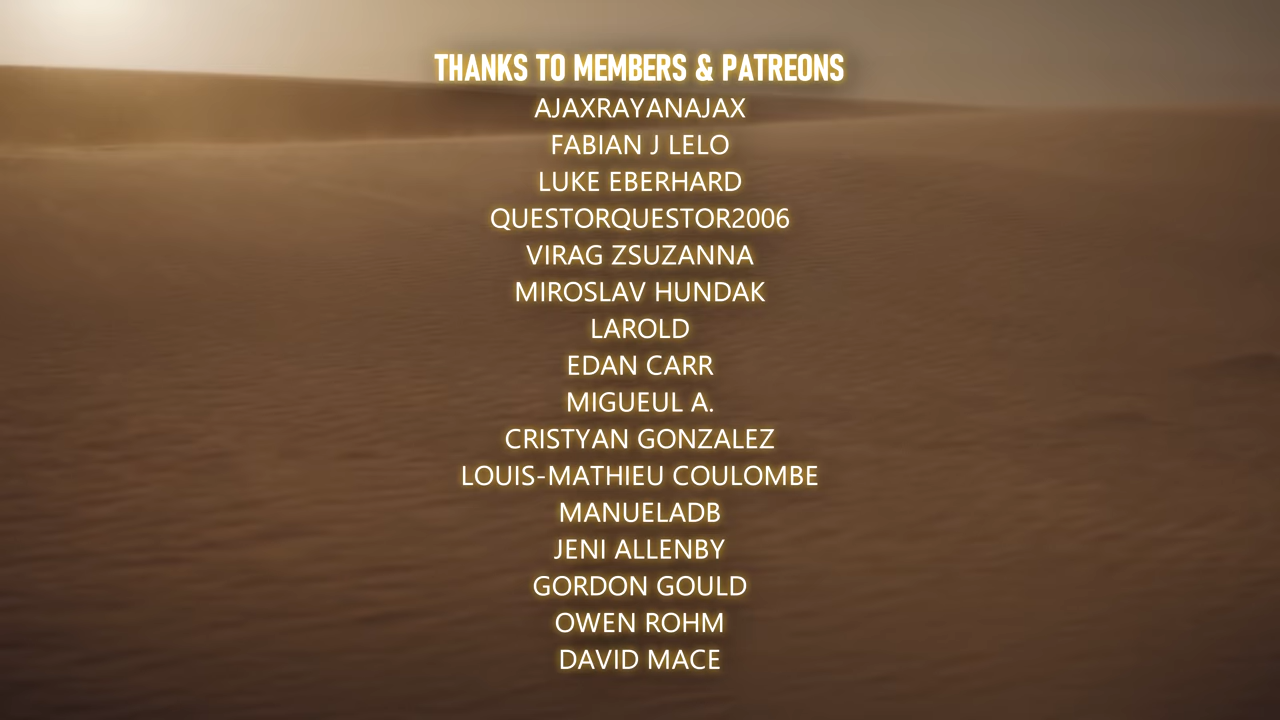 THANKS TO MEMBERS & PATREONS
AJAXRAYANAJAX
FABIAN J LELO
LUKE EBERHARD
QUESTORQUESTOR2006
VIRAG ZSUZANNA
MIROSLAV HUNDAK
LAROLD
EDAN CARR
MIGUEUL A.
CRISTYAN GONZALEZ
LOUIS-MATHIEU COULOMBE
MANUELADB
JENI ALLENBY
GORDON GOULD
OWEN ROHM
DAVID MACE